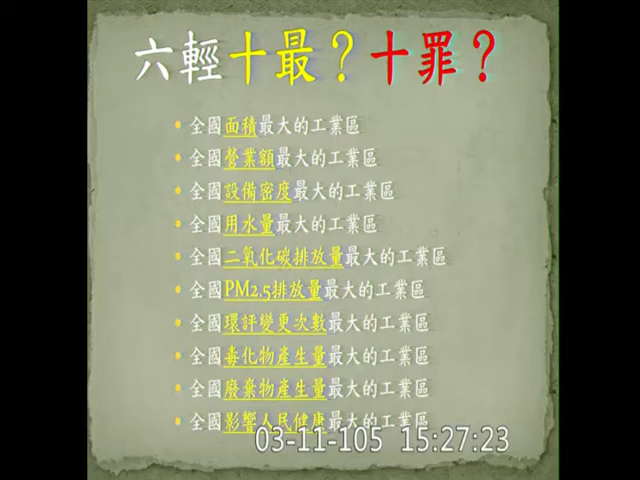 六輕十最？十罪？
• 全國面積最大的工業區
• 全國營業額最大的工業區
• 全國設備密度最大的工業區
• 全國用水量最大的工業區
• 全國二氧化碳排放量最大的工業區
• 全國PM2.5排放量最大的工業區
• 全國環評變更次數最大的工業區
• 全國毒化物產生量最大的工業區
• 全國廢棄物產生量最大的工業區
• 全國影響人民健康最大的工業區
03-11-105 15:27:23